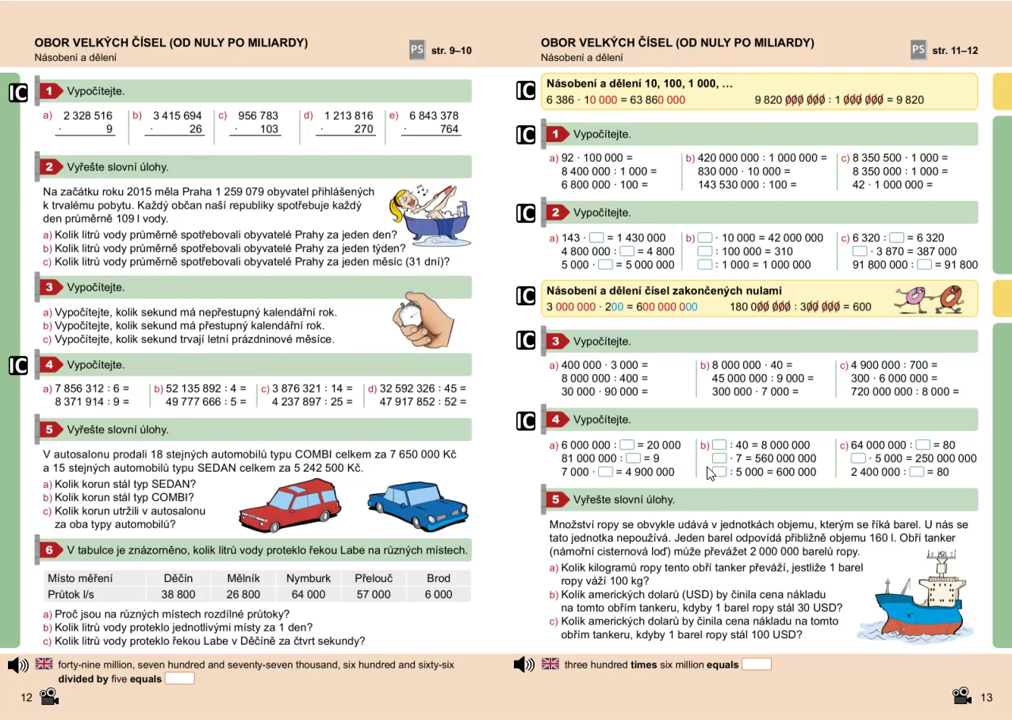 OBOR VELKÝCH ČÍSEL (OD NULY PO MILIARDY)
Násobení a dělení
PS str. 9–10
IC
1 Vypočítejte.
a) 2 328 516 b) 3 415 694 c) 956 783 d) 1 213 816 e) 6 843 378
· 9 · 26 · 103 · 270 · 764
2 Vyřešte slovní úlohy.
Na začátku roku 2015 měla Praha 1 259 079 obyvatel přihlášených
k trvalému pobytu. Každý občan naší republiky spotřebuje každý
den průměrně 109 l vody.
a) Kolik litrů vody průměrně spotřebovali obyvatelé Prahy za jeden den?
b) Kolik litrů vody průměrně spotřebovali obyvatelé Prahy za jeden týden?
c) Kolik litrů vody průměrně spotřebovali obyvatelé Prahy za jeden měsíc (31 dní)?
3 Vypočítejte.
a) Vypočítejte, kolik sekund má nepřestupný kalendářní rok.
b) Vypočítejte, kolik sekund má přestupný kalendářní rok.
c) Vypočítejte, kolik sekund trvají letní prázdninové měsíce.
IC
4 Vypočítejte.
a) 7 856 312 : 6 = b) 52 135 892 : 4 = c) 3 876 321 : 14 = d) 32 592 326 : 45 =
8 371 914 : 9 = 49 777 666 : 5 = 4 237 897 : 25 = 47 917 852 : 52 =
5 Vyřešte slovní úlohy.
V autosalonu prodali 18 stejných automobilů typu COMBI celkem za 7 650 000 Kč
a 15 stejných automobilů typu SEDAN celkem za 5 242 500 Kč.
a) Kolik korun stál typ SEDAN?
b) Kolik korun stál typ COMBI?
c) Kolik korun utržili v autosalonu
za oba typy automobilů?
6 V tabulce je znázorněno, kolik litrů vody proteklo řekou Labe na různých místech.
Místo měření Děčín Mělník Nymburk Přelouč Brod
Průtok l/s 38 800 26 800 64 000 57 000 6 000
a) Proč jsou na různých místech rozdílné průtoky?
b) Kolik litrů vody proteklo jednotlivými místy za 1 den?
c) Kolik litrů vody proteklo řekou Labe v Děčíně za čtvrt sekundy?
forty-nine million, seven hundred and seventy-seven thousand, six hundred and sixty-six
divided by five equals
12
OBOR VELKÝCH ČÍSEL (OD NULY PO MILIARDY)
Násobení a dělení
PS str. 11–12
IC
Násobení a dělení 10, 100, 1 000, …
6 386 · 10 000 = 63 860 000 9 820 000 000 : 1 000 000 = 9 820
IC
1 Vypočítejte.
a) 92 · 100 000 = b) 420 000 000 : 1 000 000 = c) 8 350 500 · 1 000 =
8 400 000 : 1 000 = 830 000 · 10 000 = 8 350 000 : 1 000 =
6 800 000 · 100 = 143 530 000 : 100 = 42 · 1 000 000 =
IC
2 Vypočítejte.
a) 143 · = 1 430 000 b) · 10 000 = 42 000 000 c) 6 320 : = 6 320
4 800 000 : = 4 800 : 100 000 = 310 · 3 870 = 387 000
5 000 · = 5 000 000 : 1 000 = 1 000 000 91 800 000 : = 91 800
IC
Násobení a dělení čísel zakončených nulami
3 000 000 · 200 = 600 000 000 180 000 000 : 300 000 = 600
IC
3 Vypočítejte.
a) 400 000 · 3 000 = b) 8 000 000 · 40 = c) 4 900 000 : 700 =
8 000 000 : 400 = 45 000 000 : 9 000 = 300 · 6 000 000 =
30 000 · 90 000 = 300 000 · 7 000 = 720 000 000 : 8 000 =
IC
4 Vypočítejte.
a) 6 000 000 : = 20 000 b) : 40 = 8 000 000 c) 64 000 000 : = 80
81 000 000 : = 9 · 7 = 560 000 000 · 5 000 = 250 000 000
7 000 · = 4 900 000 : 5 000 = 600 000 2 400 000 : = 80
5 Vyřešte slovní úlohy.
Množství ropy se obvykle udává v jednotkách objemu, kterým se říká barel. U nás se
tato jednotka nepoužívá. Jeden barel odpovídá přibližně objemu 160 l. Obří tanker
(námořní cisternová loď) může převážet 2 000 000 barelů ropy.
a) Kolik kilogramů ropy tento obří tanker převáží, jestliže 1 barel
ropy váží 100 kg?
b) Kolik amerických dolarů (USD) by činila cena nákladu
na tomto obřím tankeru, kdyby 1 barel ropy stál 30 USD?
c) Kolik amerických dolarů by činila cena nákladu na tomto
obřím tankeru, kdyby 1 barel ropy stál 100 USD?
three hundred times six million equals
13